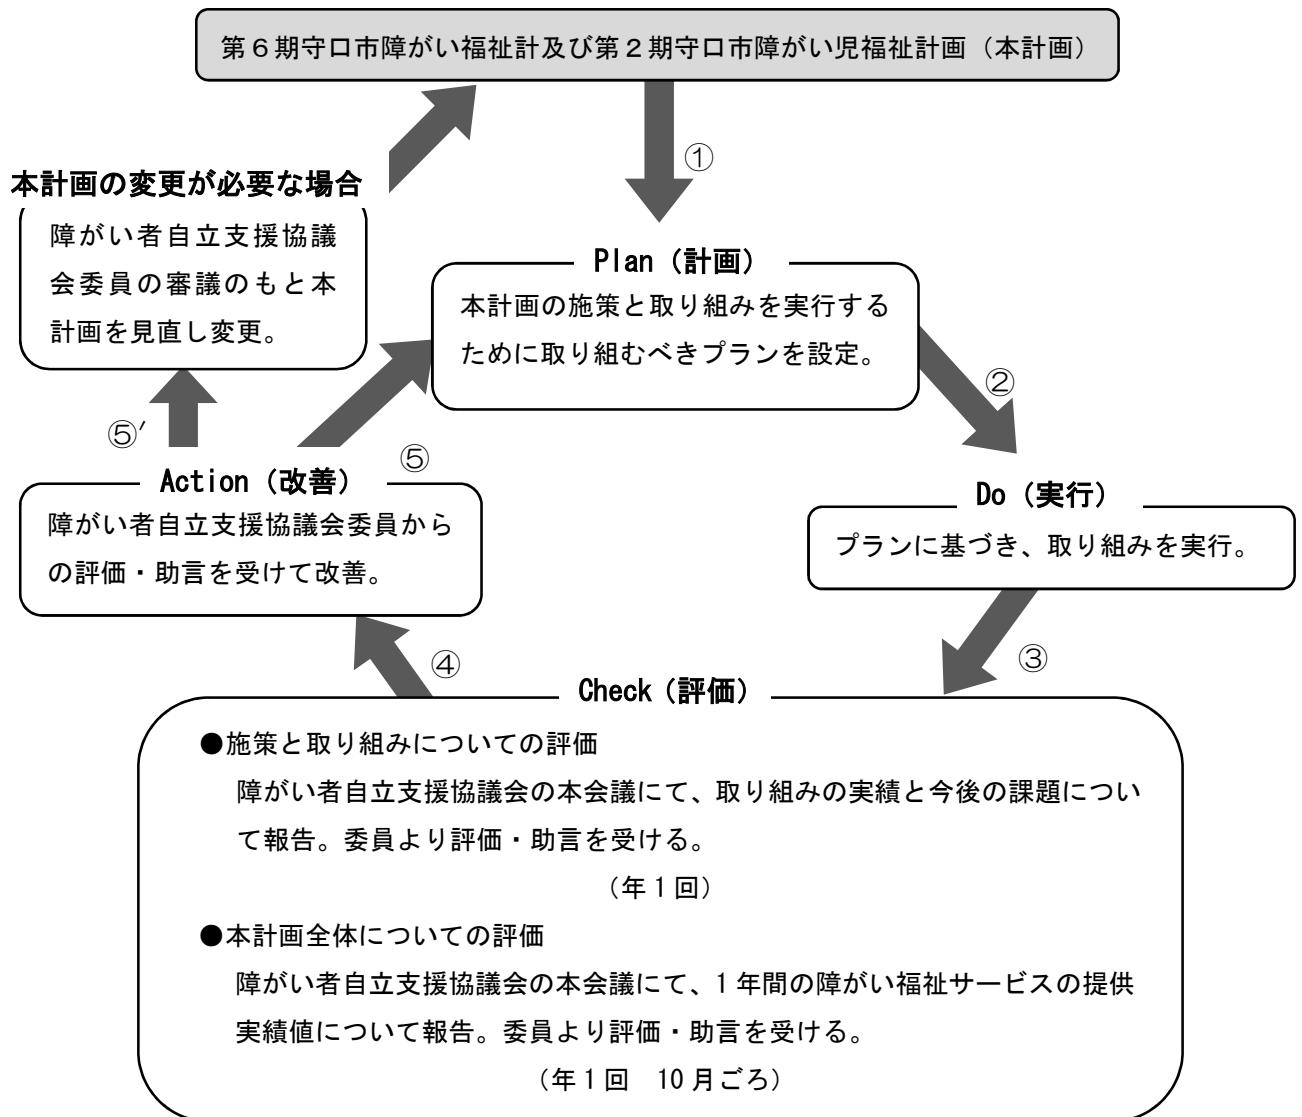 第６期守口市障がい福祉計及び第２期守口市障がい児福祉計画（本計画）
①
本計画の変更が必要な場合
障がい者自立支援協議
会委員の審議のもと本
計画を見直し変更。
Plan（計画）
本計画の施策と取り組みを実行する
ために取り組むべきプランを設定。
②
⑤′
⑤
Action（改善）
障がい者自立支援協議会委員から
の評価・助言を受けて改善。
Do（実行）
プランに基づき、取り組みを実行。
③
④
Check（評価）
●施策と取り組みについての評価
障がい者自立支援協議会の本会議にて、取り組みの実績と今後の課題につい
て報告。委員より評価・助言を受ける。
（年１回）
●本計画全体についての評価
障がい者自立支援協議会の本会議にて、1 年間の障がい福祉サービスの提供
実績値について報告。委員より評価・助言を受ける。
（年１回　10 月ごろ）